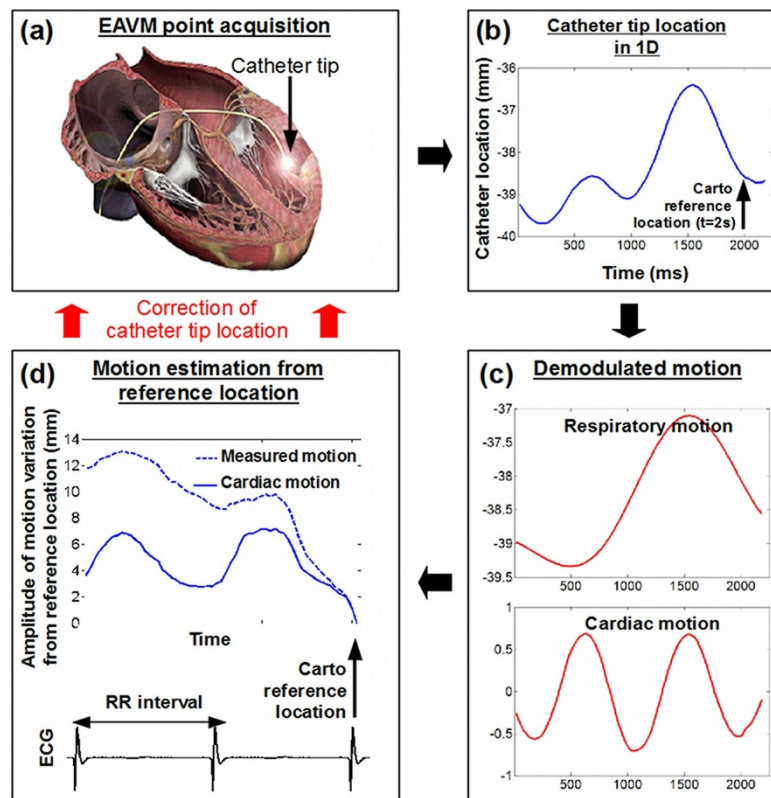 (a) EAVM point acquisition
Catheter tip
(b) Catheter tip location
in 1D
Catheter location (mm)
-36
-37
-38
-39
-40
Carto
reference
location (t=2s)
500 1000 1500 2000
Time (ms)
Correction of
catheter tip location
(d) Motion estimation from
reference location
Amplitude of motion variation
from reference location (mm)
14
12
10
8
6
4
2
0
Measured motion
Cardiac motion
Time
Carto
reference
location
RR interval
ECG
(c) Demodulated motion
Respiratory motion
-37
-37.5
-38
-38.5
-39
-39.5
500 1000 1500 2000
Cardiac motion
1
0.5
0
-0.5
-1
500 1000 1500 2000